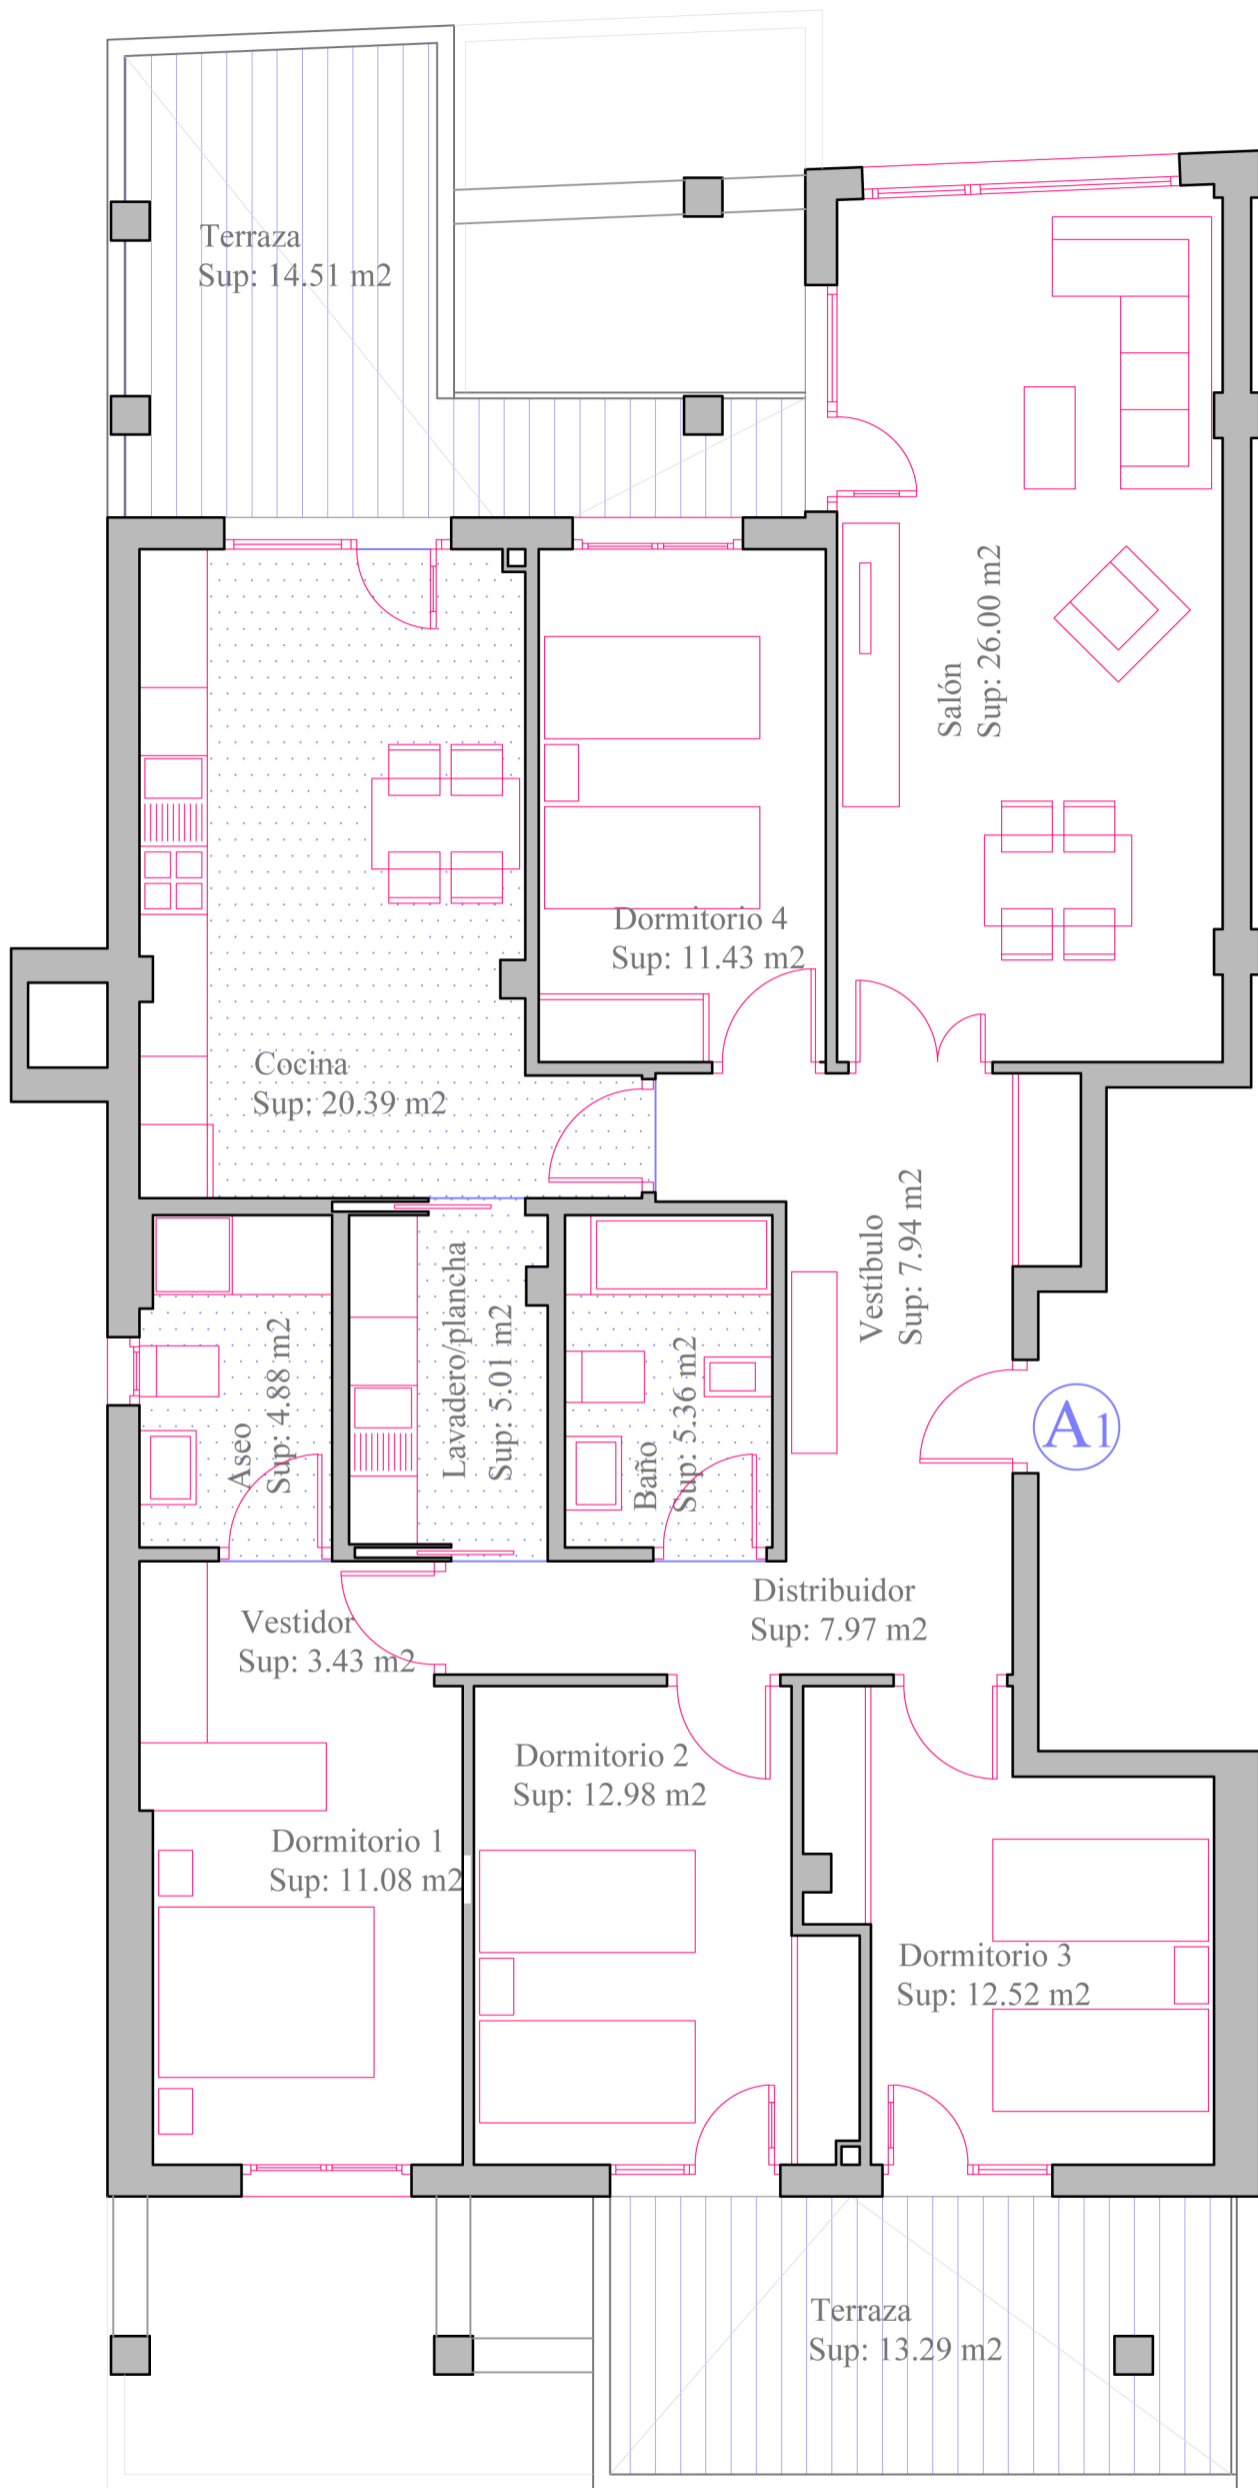 Terraza
Sup: 14.51 m2
Salón
Sup: 26.00 m2
Dormitorio 4
Sup: 11.43 m2
Cocina
Sup: 20.39 m2
Vestíbulo
Sup: 7.94 m2
Lavadero/plancha
Sup: 5.01 m2
Aseo
Sup: 4.88 m2
Baño
Sup: 5.36 m2
A1
Distribuidor
Sup: 7.97 m2
Vestidor
Sup: 3.43 m2
Dormitorio 2
Sup: 12.98 m2
Dormitorio 1
Sup: 11.08 m2
Dormitorio 3
Sup: 12.52 m2
Terraza
Sup: 13.29 m2